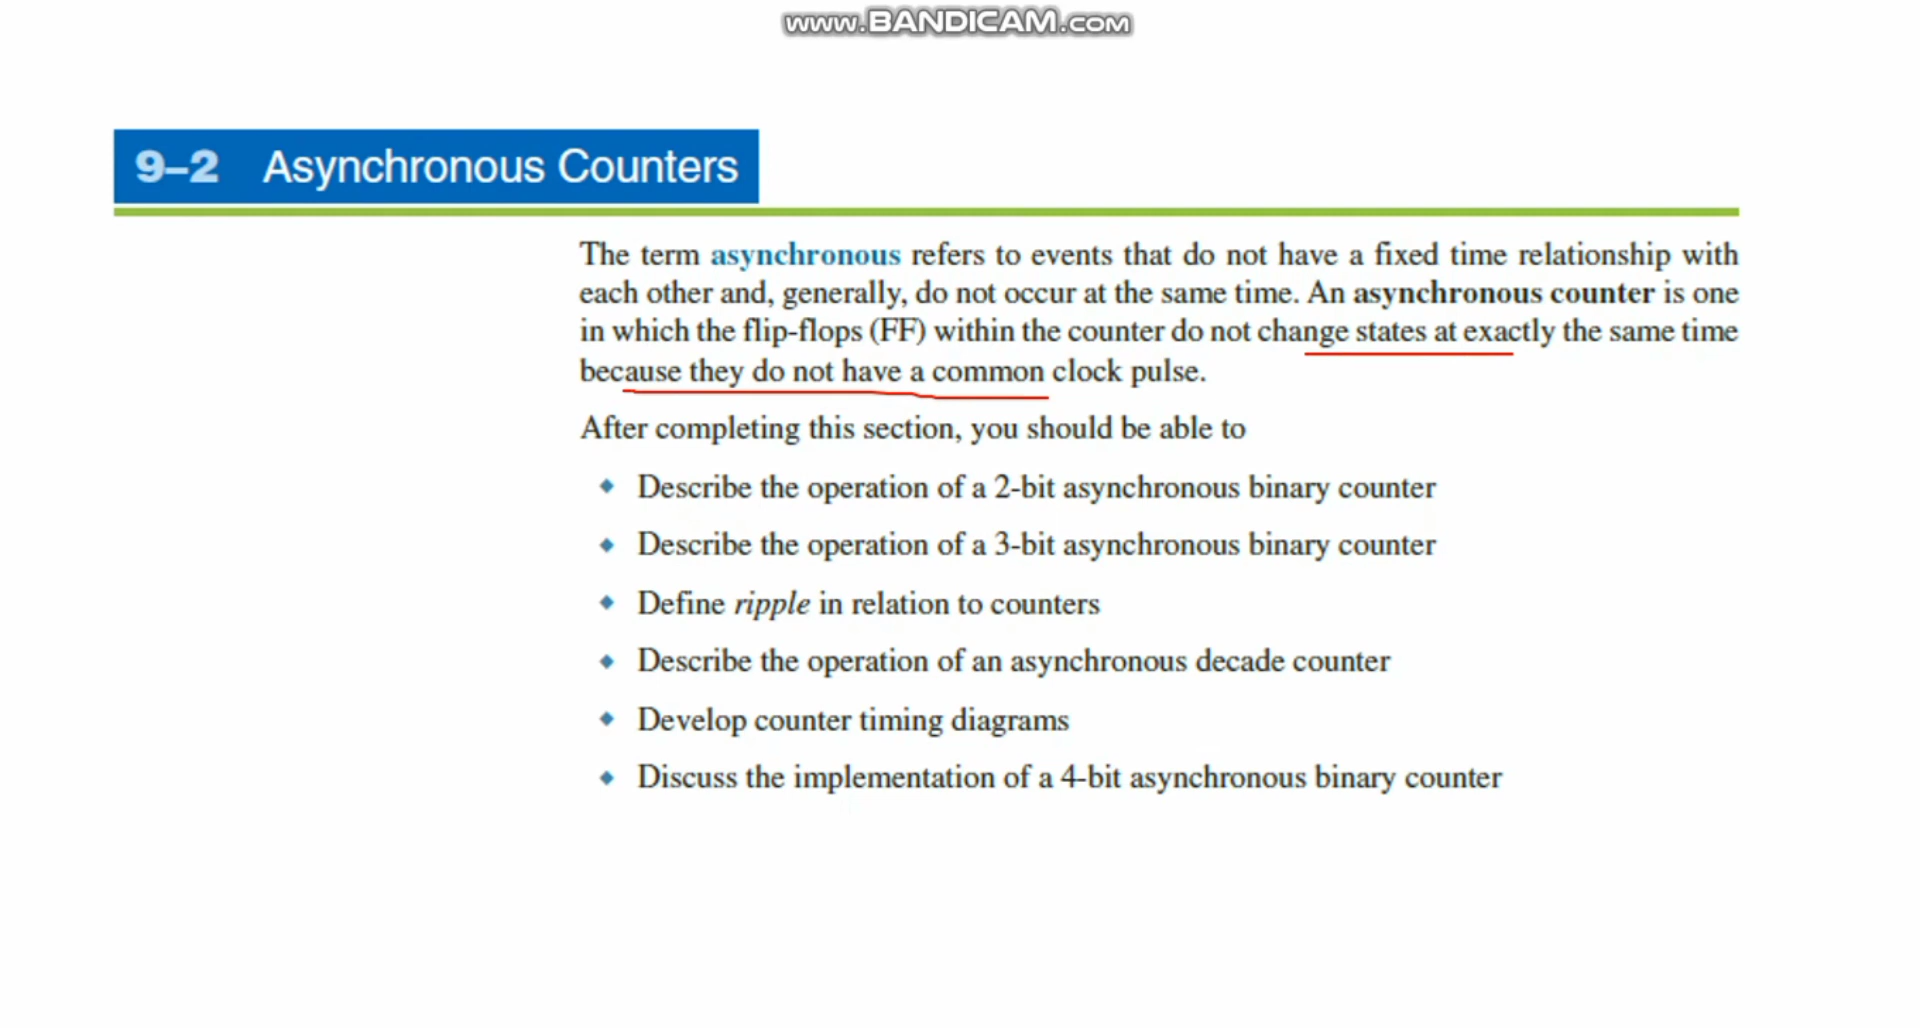 www.BANDICAM.com
9–2 Asynchronous Counters
The term asynchronous refers to events that do not have a fixed time relationship with
each other and, generally, do not occur at the same time. An asynchronous counter is one
in which the flip-flops (FF) within the counter do not change states at exactly the same time
because they do not have a common clock pulse.
After completing this section, you should be able to
◆ Describe the operation of a 2-bit asynchronous binary counter
◆ Describe the operation of a 3-bit asynchronous binary counter
◆ Define ripple in relation to counters
◆ Describe the operation of an asynchronous decade counter
◆ Develop counter timing diagrams
◆ Discuss the implementation of a 4-bit asynchronous binary counter